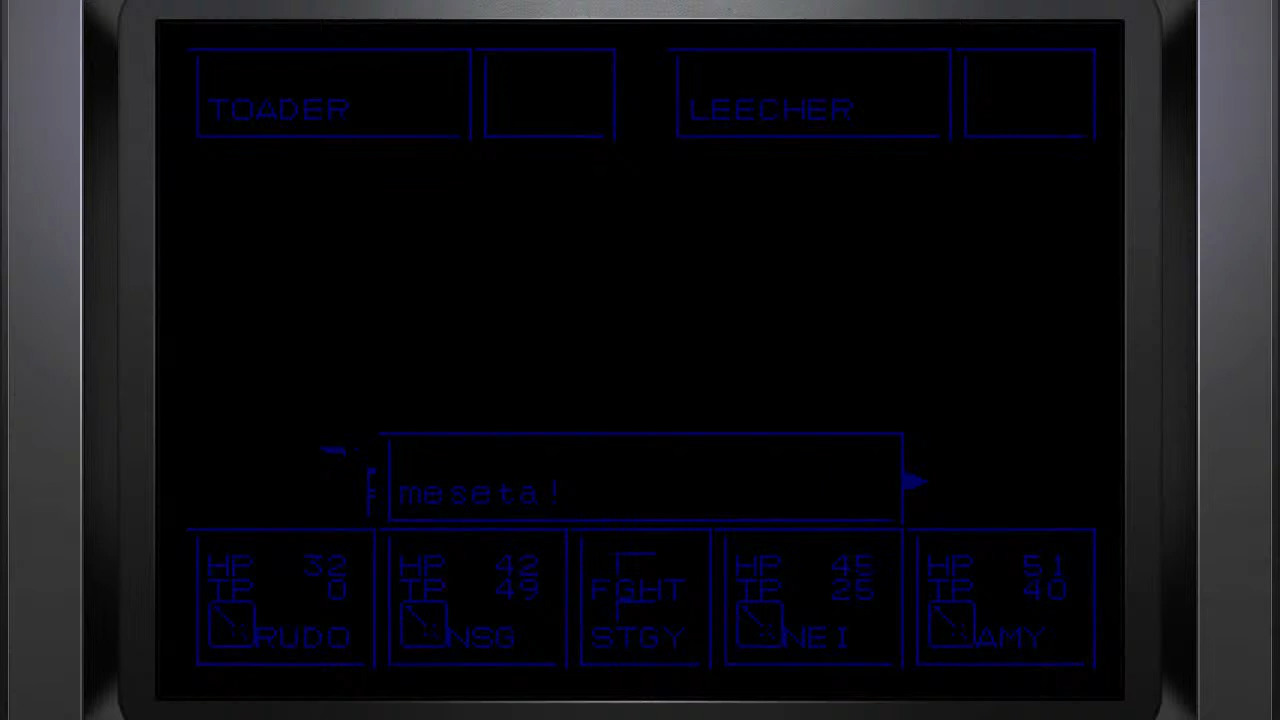 TOADER LEECHER
meseta!
HP 32 HP 42 HP 45 HP 51
TP 0 TP 49 FGHT TP 25 TP 40
RUDO NSG STGY NEI AMY